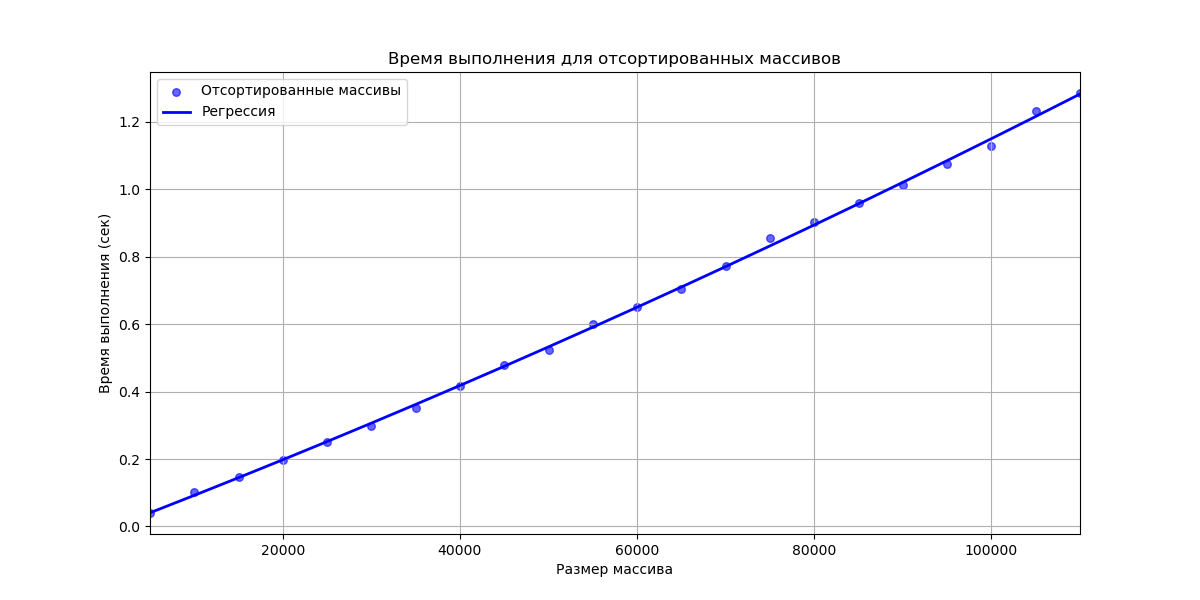 Время выполнения для отсортированных массивов
Отсортированные массивы
Регрессия
Время выполнения (сек)
1.2
1.0
0.8
0.6
0.4
0.2
0.0
20000
40000
60000
80000
100000
Размер массива